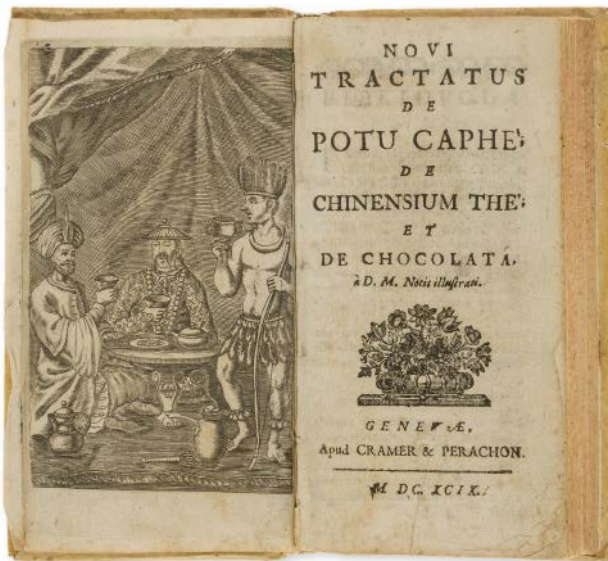 NOVI
TRACTATUS
DE
POTU CAPHE';
DE
CHINENSIUM THE';
ET
DE CHOCOLATA,
à D. M. Notis illustrati.
GENEVÆ,
Apud CRAMER & PERACHON.
M DC. XCIX.